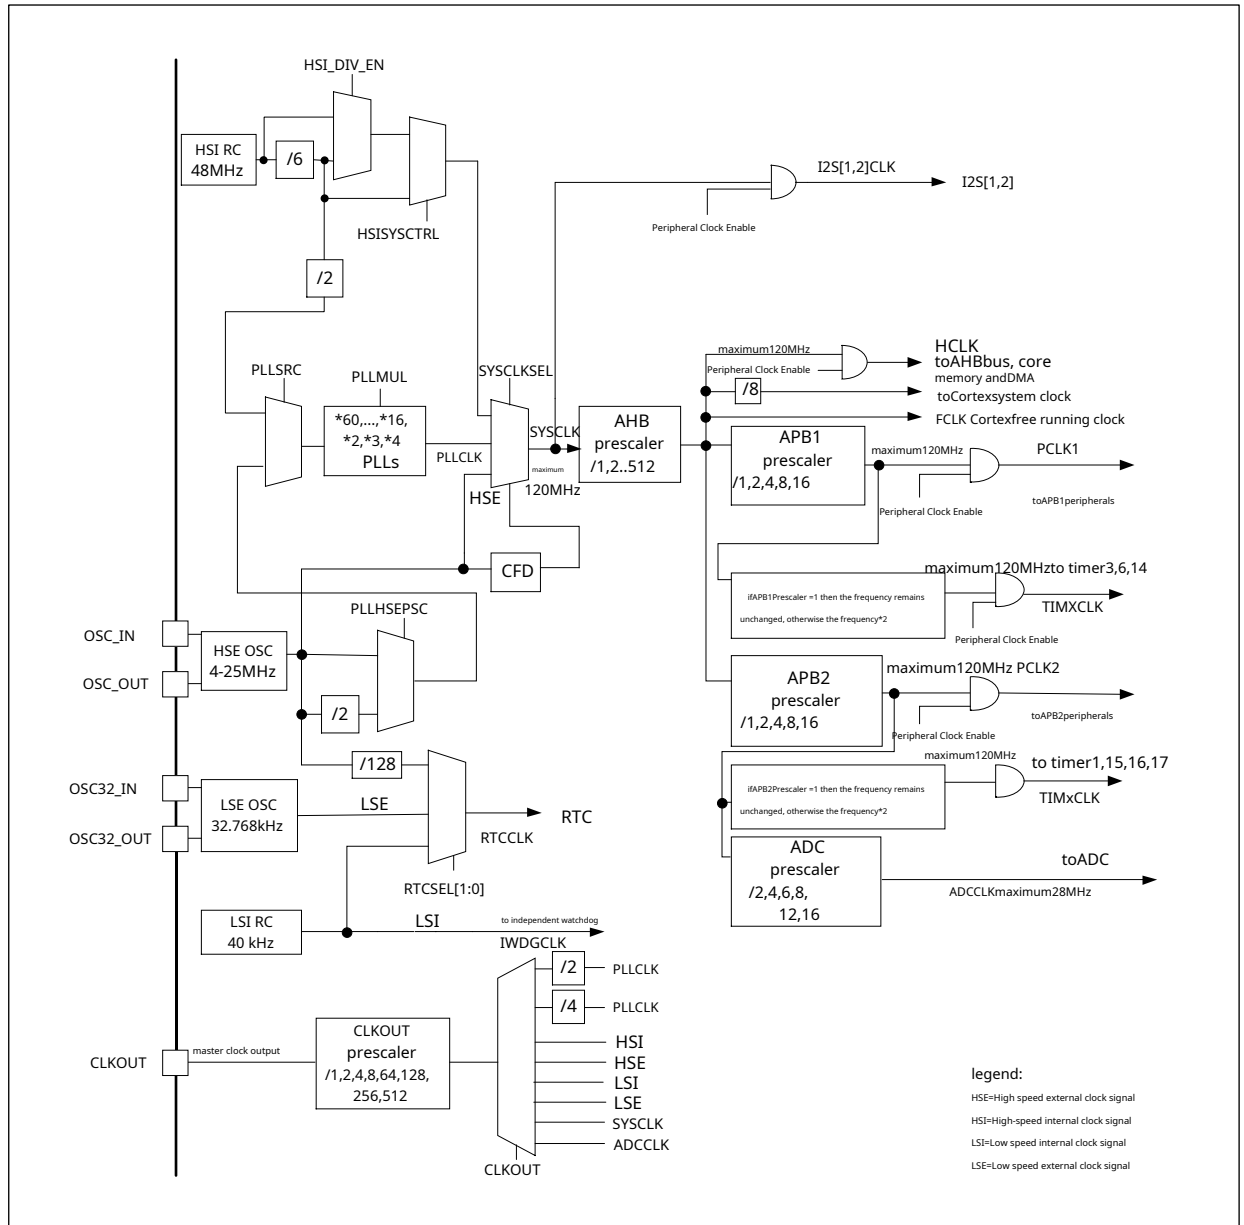 HSI_DIV_EN
HSI RC
48MHz
/6
HSISYSCTRL
/2
I2S[1,2]CLK
I2S[1,2]
Peripheral Clock Enable
PLLSRC
PLLMUL
*60,...,*16,
*2,*3,*4
PLLs
PLLCLK
SYSCLKSEL
SYSCLK
maximum
120MHz
HSE
CFD
AHB
prescaler
/1,2..512
maximum120MHz
Peripheral Clock Enable
HCLK
toAHBbus, core
memory andDMA
/8
toCortexsystem clock
FCLK Cortexfree running clock
APB1
prescaler
/1,2,4,8,16
maximum120MHz
PCLK1
Peripheral Clock Enable
toAPB1peripherals
ifAPB1Prescaler =1 then the frequency remains
unchanged, otherwise the frequency*2
maximum120MHzto timer3,6,14
TIMXCLK
Peripheral Clock Enable
APB2
prescaler
/1,2,4,8,16
maximum120MHz PCLK2
toAPB2peripherals
Peripheral Clock Enable
maximum120MHz
to timer1,15,16,17
TIMxCLK
ifAPB2Prescaler =1 then the frequency remains
unchanged, otherwise the frequency*2
ADC
prescaler
/2,4,6,8,
12,16
toADC
ADCCLKmaximum28MHz
OSC_IN
OSC_OUT
HSE OSC
4-25MHz
PLLHSEPSC
/2
/128
OSC32_IN
OSC32_OUT
LSE OSC
32.768kHz
LSE
RTCCLK
RTC
RTCSEL[1:0]
LSI RC
40 kHz
LSI
to independent watchdog
IWDGCLK
/2
PLLCLK
/4
PLLCLK
HSI
HSE
LSI
LSE
SYSCLK
ADCCLK
CLKOUT
CLKOUT
master clock output
CLKOUT
prescaler
/1,2,4,8,64,128,
256,512
legend:
HSE=High speed external clock signal
HSI=High-speed internal clock signal
LSI=Low speed internal clock signal
LSE=Low speed external clock signal